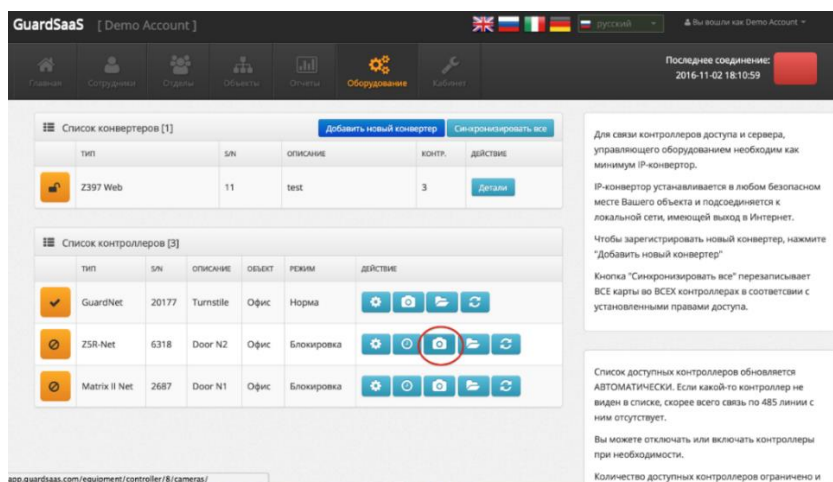 GuardSaaS [ Demo Account ]
русский
Вы вошли как Demo Account
Главная
Сотрудники
Отделы
Объекты
Отчеты
Оборудование
Кабинет
Последнее соединение:
2016-11-02 18:10:59
Список конвертеров [1]
Добавить новый конвертер
Синхронизировать все
ТИП S/N ОПИСАНИЕ КОНТР. ДЕЙСТВИЕ
Z397 Web 11 test 3 Детали
Список контроллеров [3]
ТИП S/N ОПИСАНИЕ ОБЪЕКТ РЕЖИМ ДЕЙСТВИЕ
GuardNet 20177 Turnstile Офис Норма
Z5R-Net 6318 Door N2 Офис Блокировка
Matrix II Net 2687 Door N1 Офис Блокировка
Для связи контроллеров доступа и сервера,
управляющего оборудованием необходим как
минимум IP-конвертор.
IP-конвертор устанавливается в любом безопасном
месте Вашего объекта и подсоединяется к
локальной сети, имеющей выход в Интернет.
Чтобы зарегистрировать новый конвертер, нажмите
"Добавить новый конвертер"
Кнопка "Синхронизировать все" перезаписывает
ВСЕ карты во ВСЕХ контроллерах в соответсвии с
установленными правами доступа.
Список доступных контроллеров обновляется
АВТОМАТИЧЕСКИ. Если какой-то контроллер не
виден в списке, скорее всего связь по 485 линии с
ним отсутствует.
Вы можете отключать или включать контроллеры
при необходимости.
Количество доступных контроллеров ограничено и
app.guardsaas.com/equipment/controller/8/cameras/